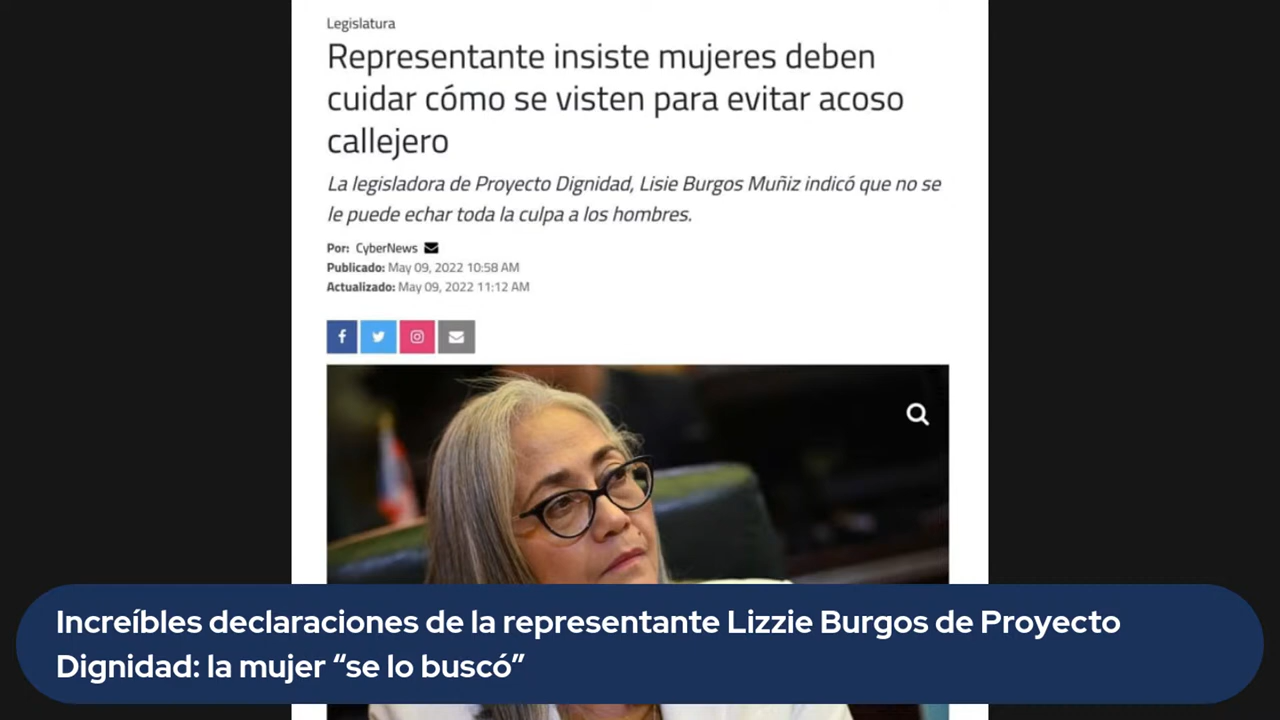 Legislatura
Representante insiste mujeres deben
cuidar cómo se visten para evitar acoso
callejero
La legisladora de Proyecto Dignidad, Lisie Burgos Muñiz indicó que no se
le puede echar toda la culpa a los hombres.
Por: CyberNews
Publicado: May 09, 2022 10:58 AM
Actualizado: May 09, 2022 11:12 AM
Increíbles declaraciones de la representante Lizzie Burgos de Proyecto
Dignidad: la mujer “se lo buscó”